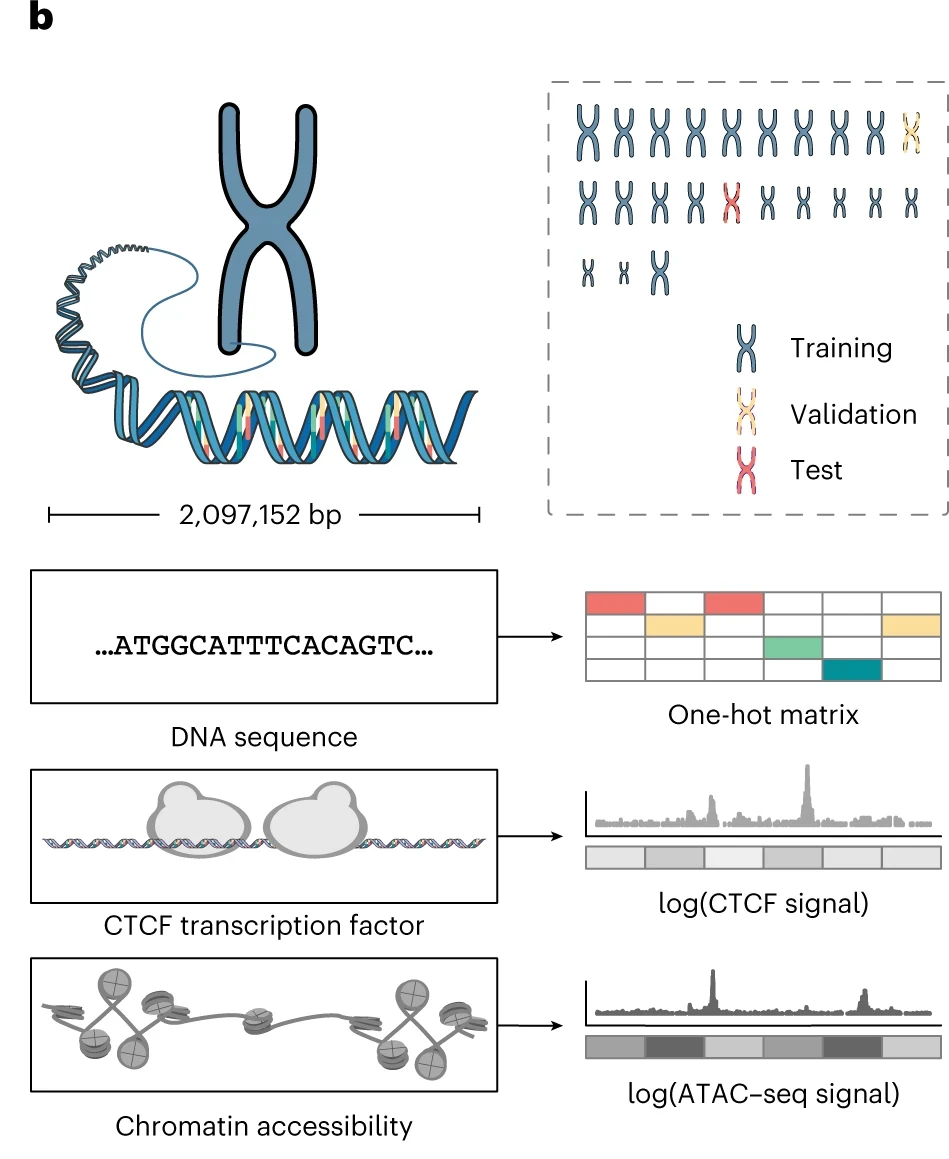 b
Training
Validation
Test
2,097,152 bp
...ATGGCATTTCACAGTC...
DNA sequence
One-hot matrix
CTCF transcription factor
log(CTCF signal)
Chromatin accessibility
log(ATAC–seq signal)